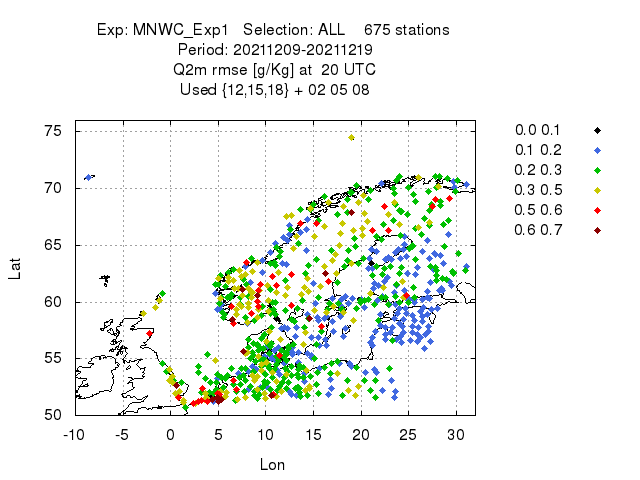 Exp: MNWC_Exp1 Selection: ALL 675 stations
Period: 20211209-20211219
Q2m rmse [g/Kg] at 20 UTC
Used {12,15,18} + 02 05 08
75
70
65
60
55
50
-10 -5 0 5 10 15 20 25 30
Lat
Lon
0.0 0.1
0.1 0.2
0.2 0.3
0.3 0.5
0.5 0.6
0.6 0.7